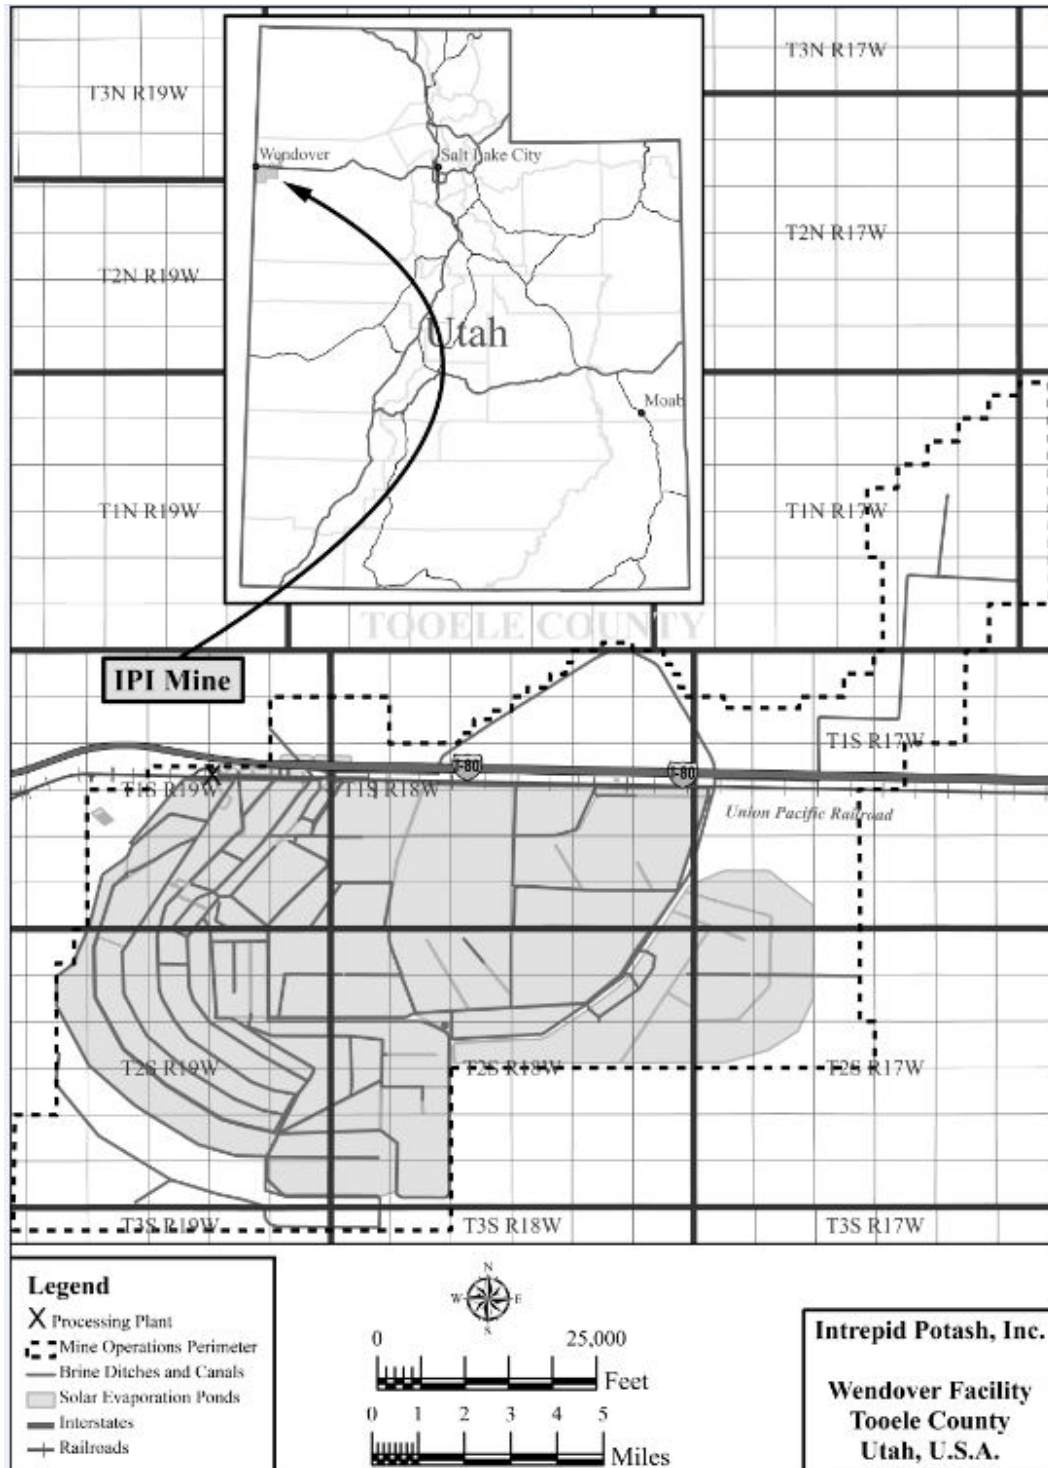 T3N R19W
T3N R17W
Wendover
Salt Lake City
T2N R17W
T2N R19W
Utah
Moab
T1N R19W
T1N R17W
TOOELE COUNTY
IPI Mine
T1S R17W
I-80
I-80
T1S R19W
T1S R18W
Union Pacific Railroad
T2S R19W
T2S R18W
T2S R17W
T3S R19W
T3S R18W
T3S R17W
Legend
X Processing Plant
Mine Operations Perimeter
Brine Ditches and Canals
Solar Evaporation Ponds
Interstates
Railroads
N
W E
S
0 25,000
Feet
0 1 2 3 4 5
Miles
Intrepid Potash, Inc.
Wendover Facility
Tooele County
Utah, U.S.A.